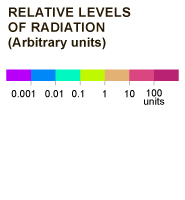 RELATIVE LEVELS
OF RADIATION
(Arbitrary units)
0.001 0.01 0.1 1 10 100
units